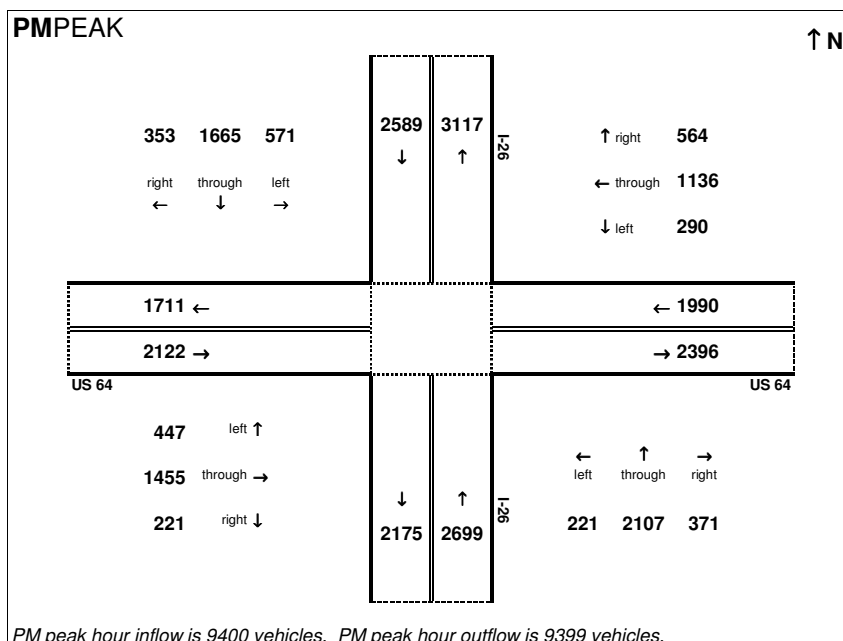 PMPEAK
↑ N
353 1665 571
right through left
← ↓ →
2589 3117
↓ ↑
I-26
↑ right 564
← through 1136
↓ left 290
1711 ←
← 1990
2122 →
→ 2396
US 64
US 64
447 left ↑
1455 through →
221 right ↓
↓ ↑
2175 2699
I-26
← ↑ →
left through right
221 2107 371
PM peak hour inflow is 9400 vehicles. PM peak hour outflow is 9399 vehicles.